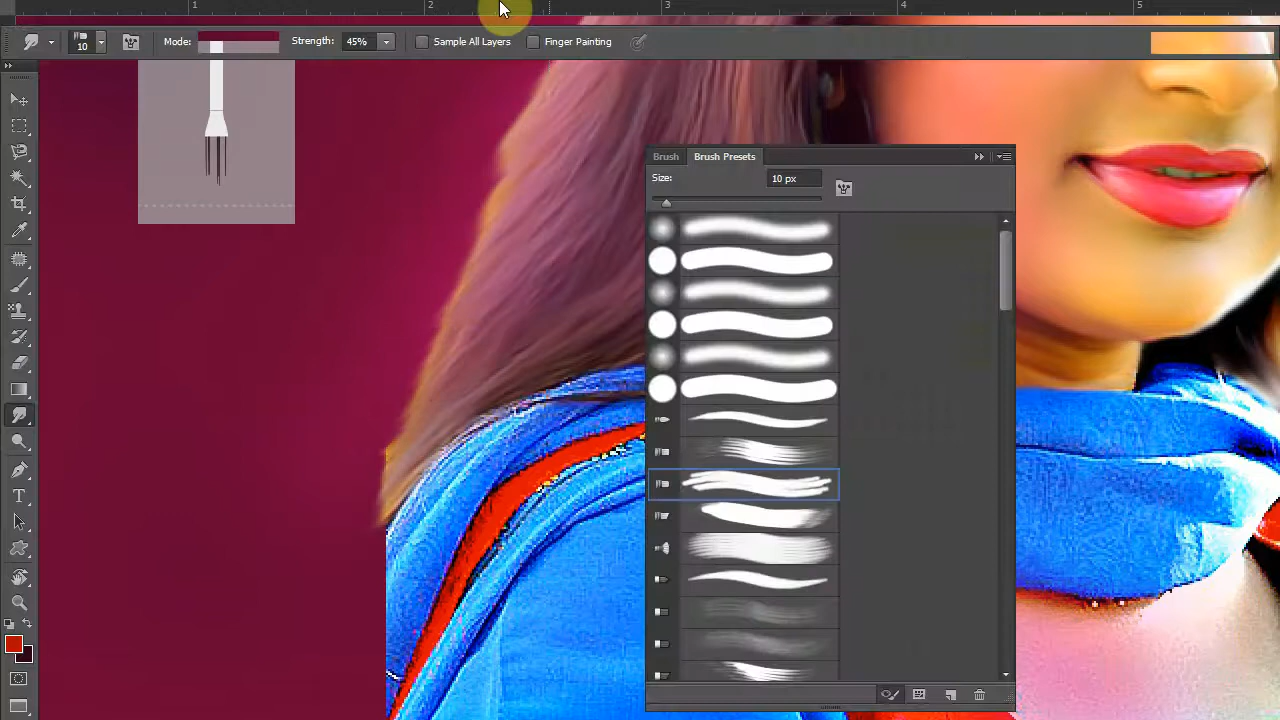 1 2 3 4 5
10 Mode: Strength: 45% Sample All Layers Finger Painting
Brush Brush Presets
Size: 10 px
T